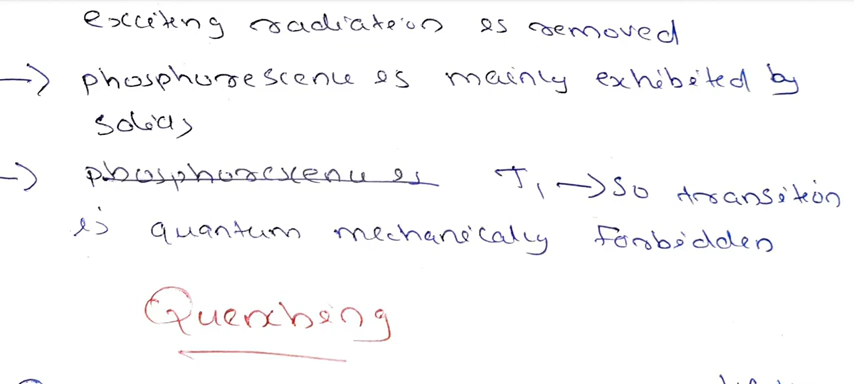 exciting radiation is removed
→ phosphorescence is mainly exhibited by
solids
→ phosphorescence is T₁ → S0 transition
is quantum mechanically forbidden
Quenching